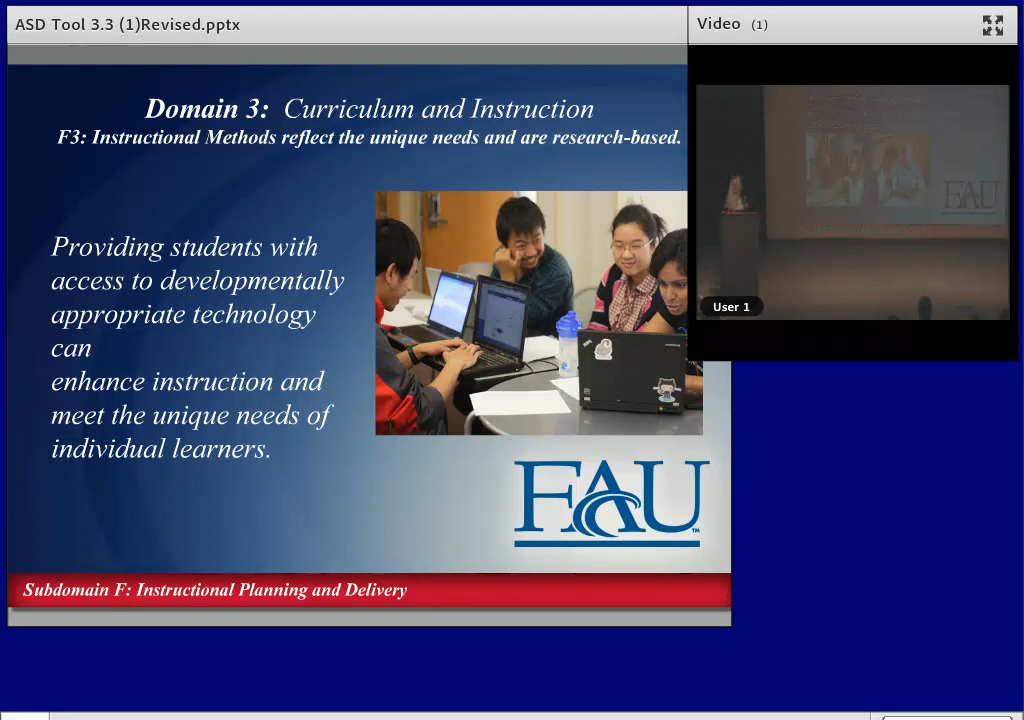 ASD Tool 3.3 (1)Revised.pptx
Video (1)
Domain 3: Curriculum and Instruction
F3: Instructional Methods reflect the unique needs and are research-based.
Providing students with
access to developmentally
appropriate technology
can
enhance instruction and
meet the unique needs of
individual learners.
FAU
User 1
FAU™
Subdomain F: Instructional Planning and Delivery